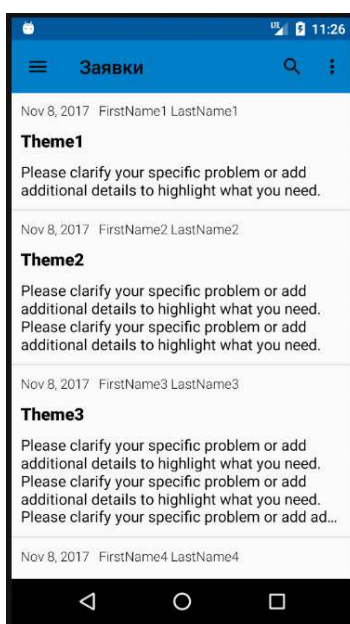 LTE 11:26
Заявки
Nov 8, 2017 FirstName1 LastName1
Theme1
Please clarify your specific problem or add
additional details to highlight what you need.
Nov 8, 2017 FirstName2 LastName2
Theme2
Please clarify your specific problem or add
additional details to highlight what you need.
Please clarify your specific problem or add
additional details to highlight what you need.
Nov 8, 2017 FirstName3 LastName3
Theme3
Please clarify your specific problem or add
additional details to highlight what you need.
Please clarify your specific problem or add
additional details to highlight what you need.
Please clarify your specific problem or add ad...
Nov 8, 2017 FirstName4 LastName4